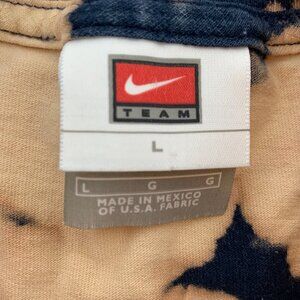 TEAM
L
L G G
MADE IN MEXICO
OF U.S.A. FABRIC